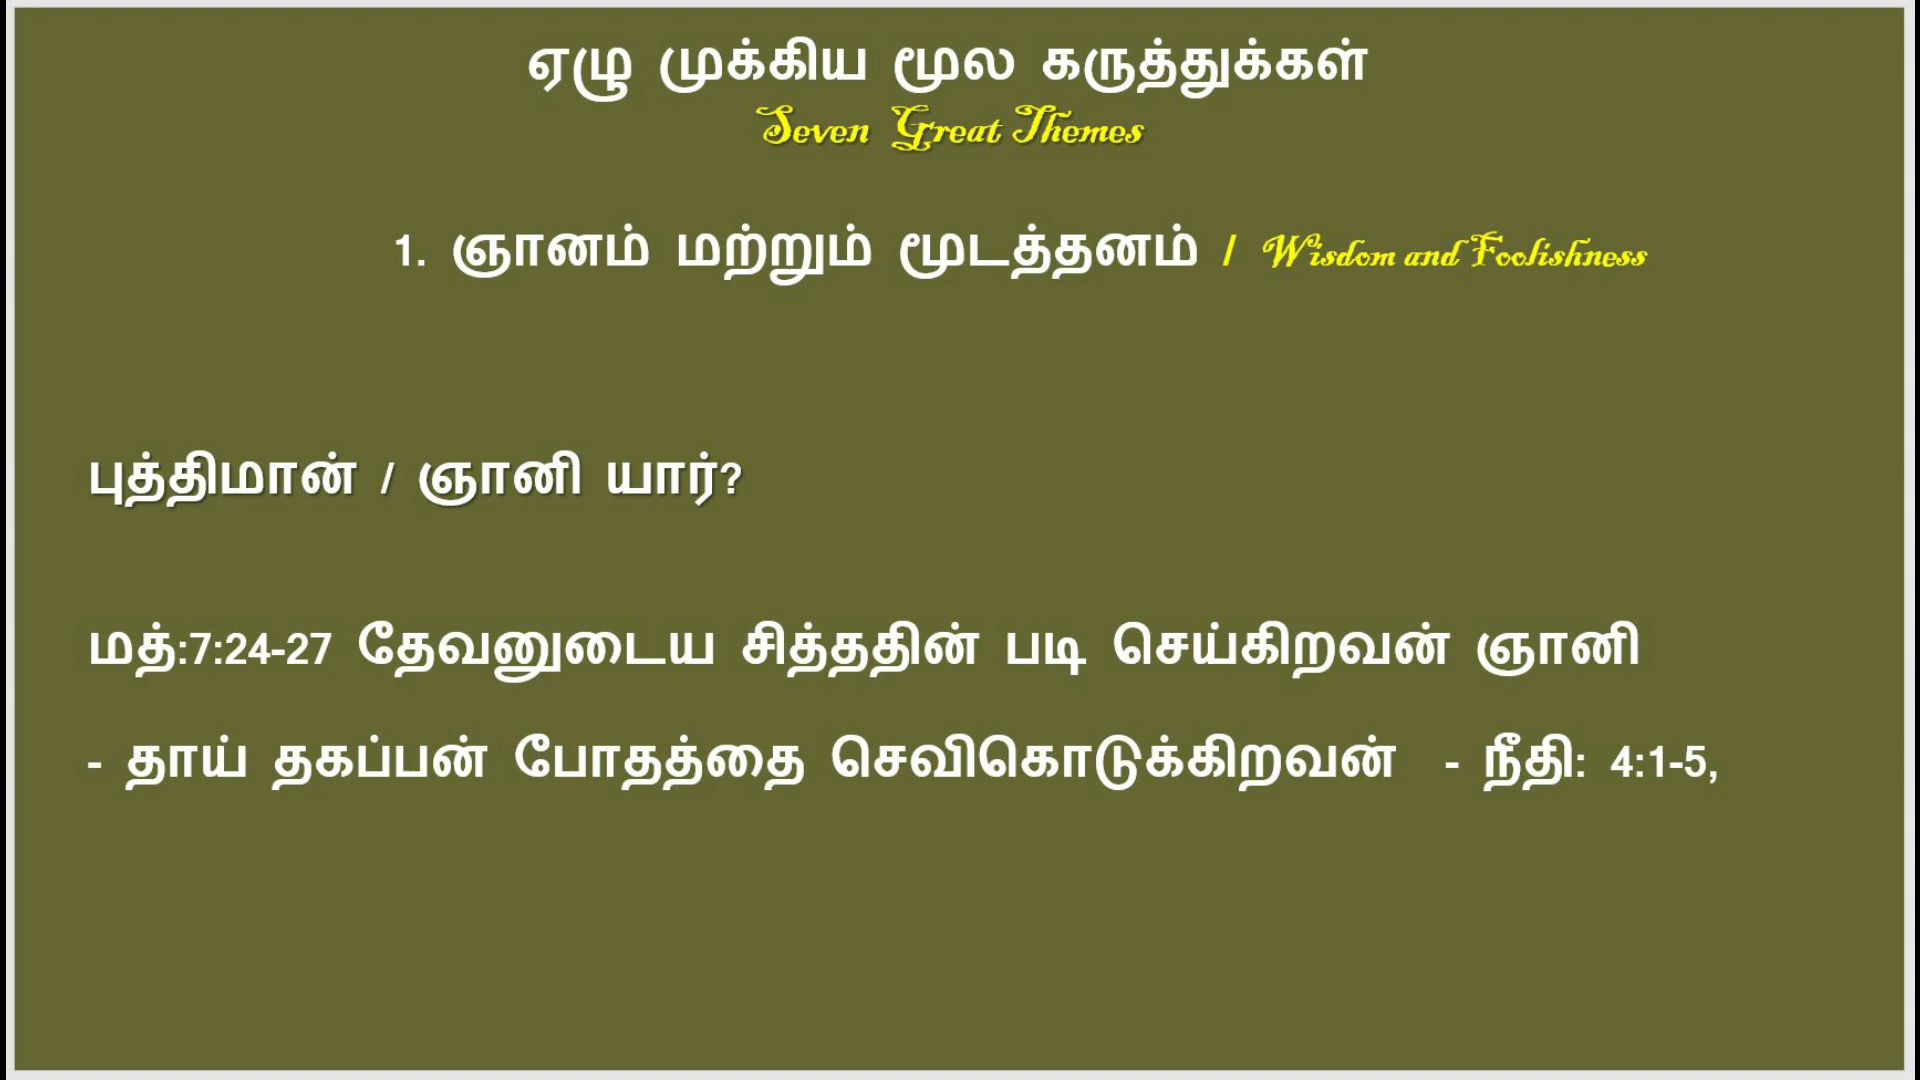 ஏழு முக்கிய மூல கருத்துக்கள்
Seven Great Themes
1. ஞானம் மற்றும் மூடத்தனம் / Wisdom and Foolishness
புத்திமான் / ஞானி யார்?
மத்:7:24-27 தேவனுடைய சித்ததின் படி செய்கிறவன் ஞானி
- தாய் தகப்பன் போதத்தை செவிகொடுக்கிறவன் - நீதி: 4:1-5,